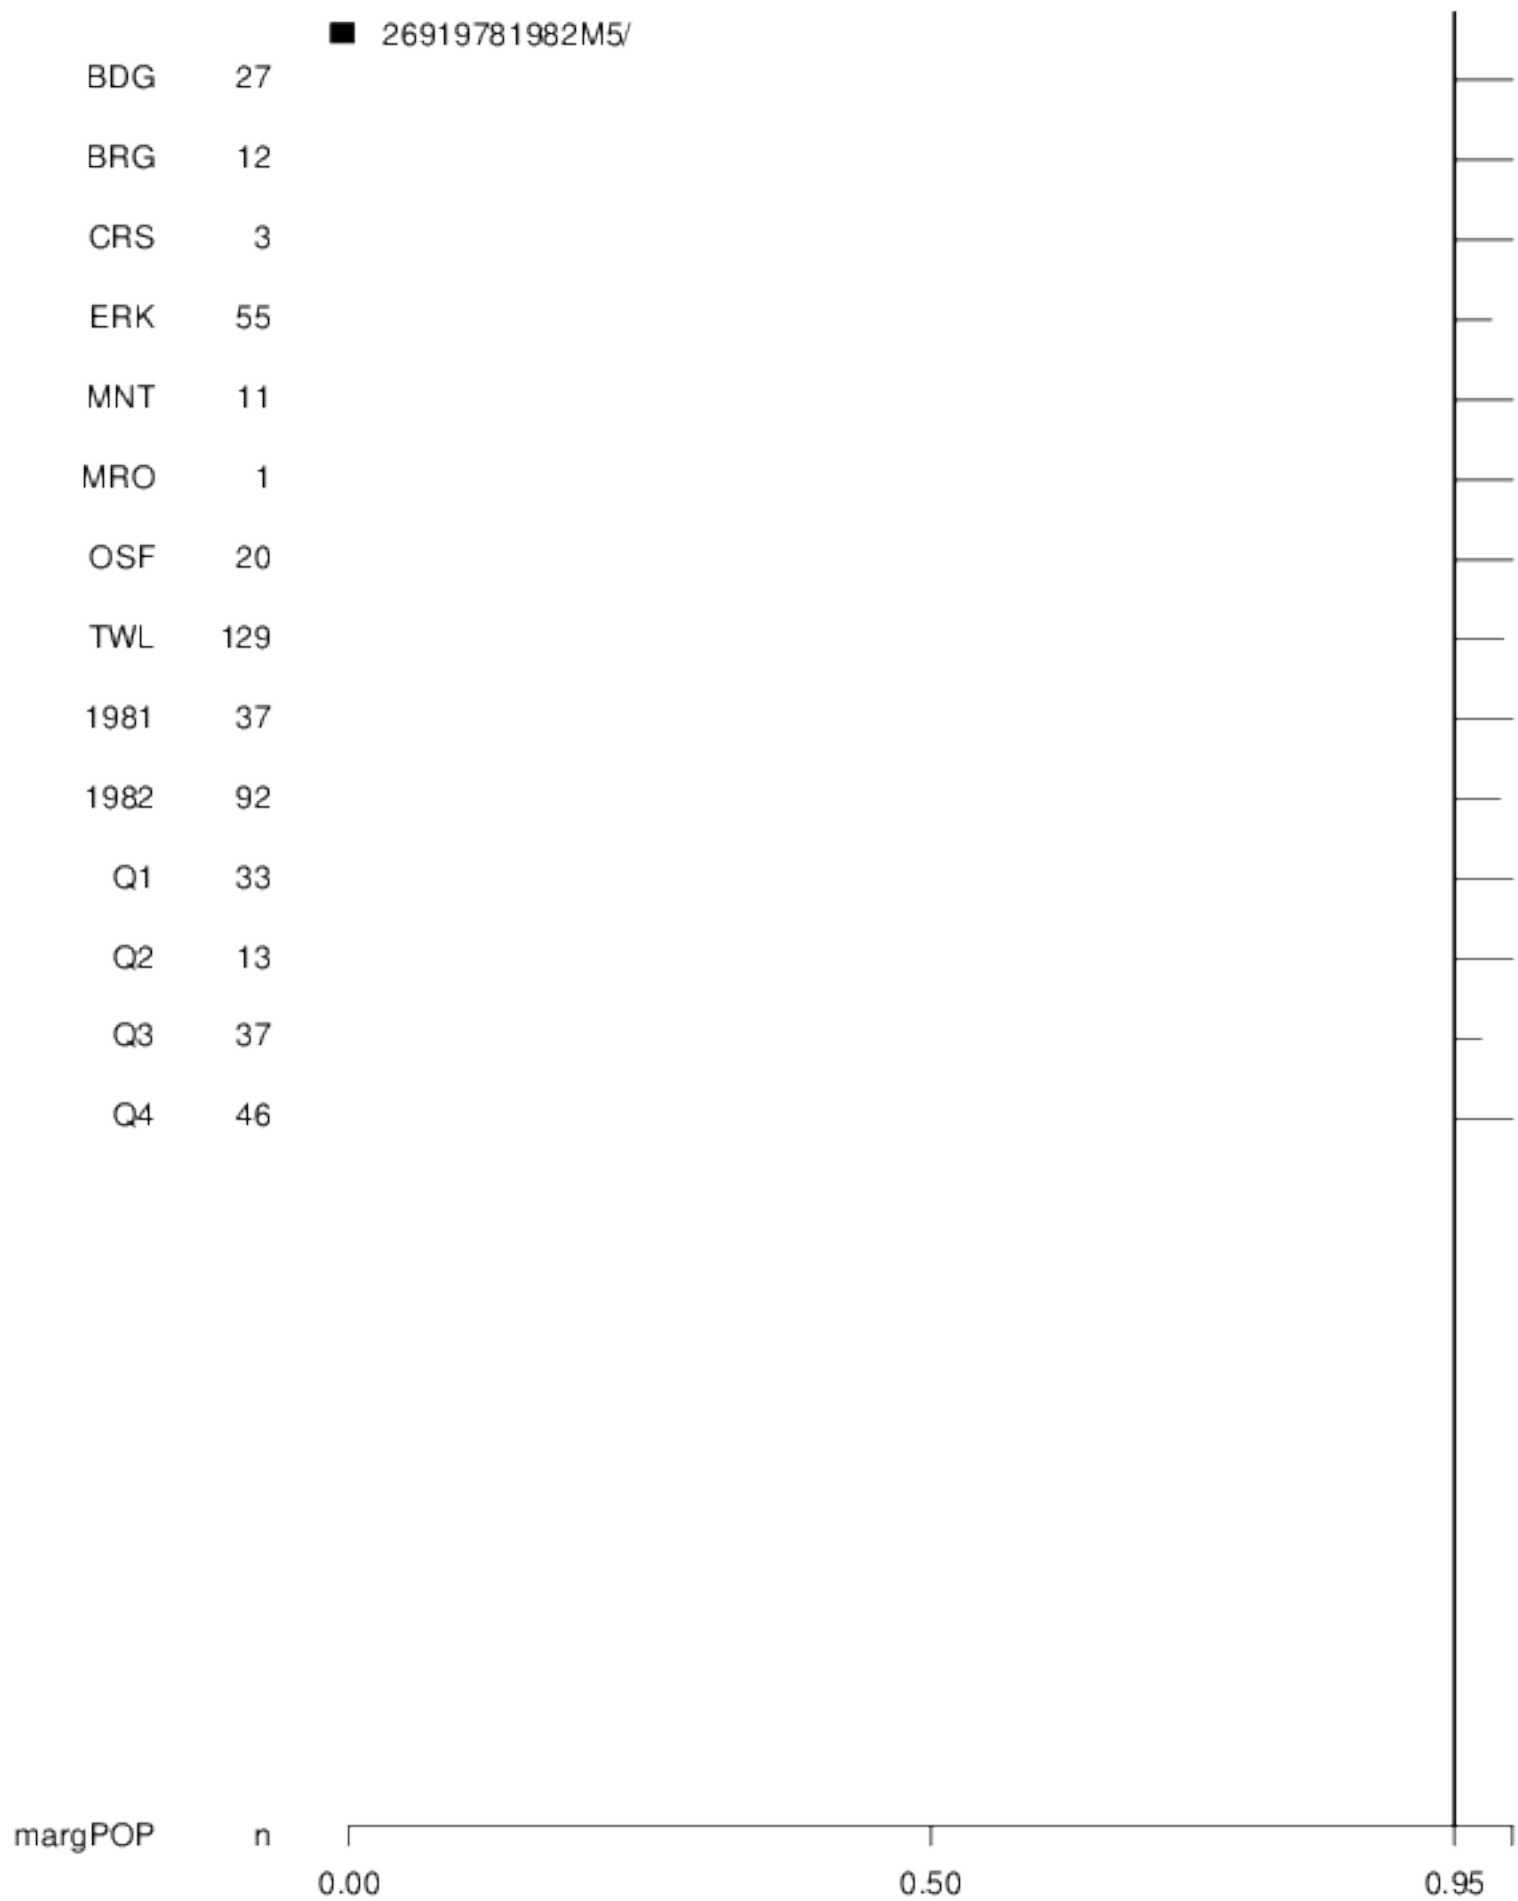 26919781982M5/
BDG 27
BRG 12
CRS 3
ERK 55
MNT 11
MRO 1
OSF 20
TWL 129
1981 37
1982 92
Q1 33
Q2 13
Q3 37
Q4 46
margPOP n
0.00 0.50 0.95